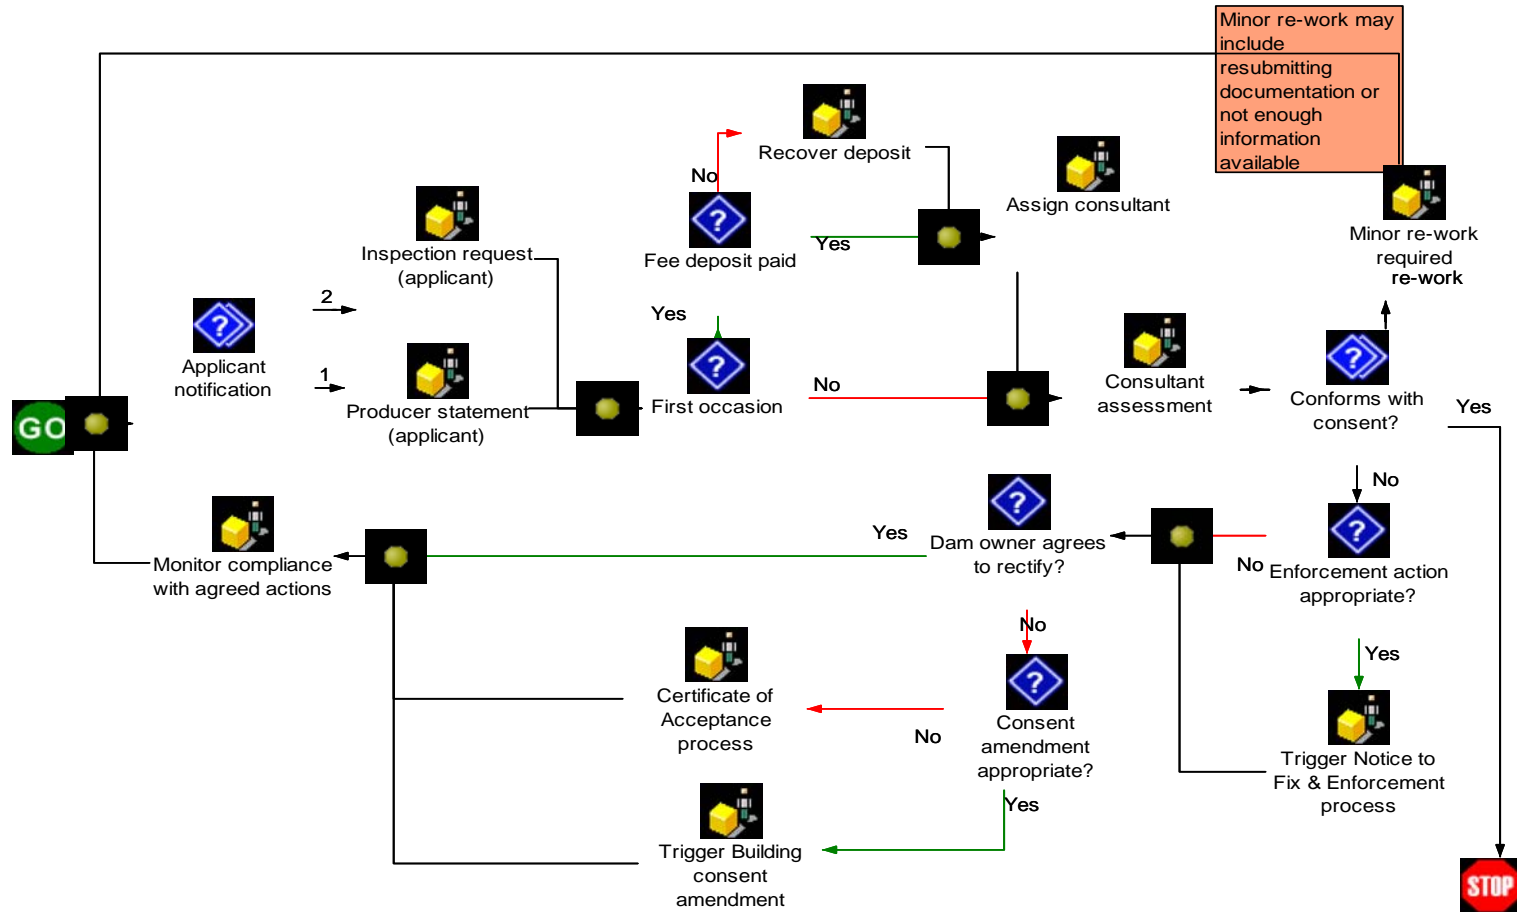 Minor re-work may
include
resubmitting
documentation or
not enough
information
available
Recover deposit
No
Assign consultant
Inspection request
(applicant)
Fee deposit paid
Yes
Minor re-work
required
re-work
2
Yes
Applicant
notification
1
Producer statement
(applicant)
First occasion
No
Consultant
assessment
Conforms with
consent?
Yes
GO
No
Monitor compliance
with agreed actions
Yes
Dam owner agrees
to rectify?
No
Enforcement action
appropriate?
No
Yes
Certificate of
Acceptance
process
No
Consent
amendment
appropriate?
Trigger Notice to
Fix & Enforcement
process
Yes
Trigger Building
consent
amendment
STOP